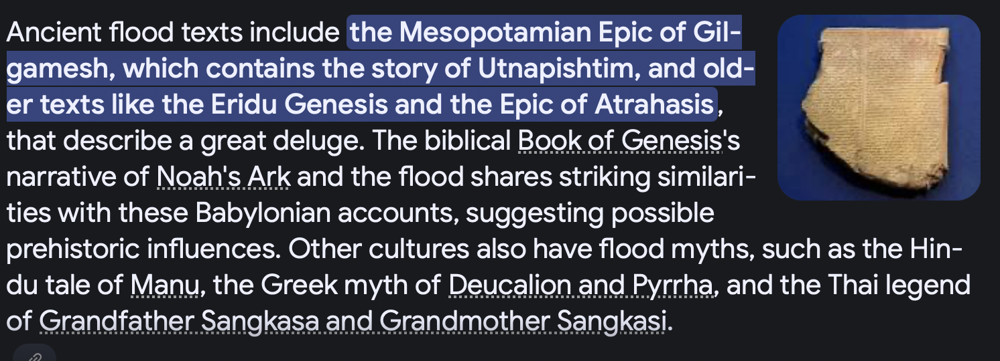 Ancient flood texts include the Mesopotamian Epic of Gil-
gamesh, which contains the story of Utnapishtim, and old-
er texts like the Eridu Genesis and the Epic of Atrahasis,
that describe a great deluge. The biblical Book of Genesis's
narrative of Noah's Ark and the flood shares striking similari-
ties with these Babylonian accounts, suggesting possible
prehistoric influences. Other cultures also have flood myths, such as the Hin-
du tale of Manu, the Greek myth of Deucalion and Pyrrha, and the Thai legend
of Grandfather Sangkasa and Grandmother Sangkasi.